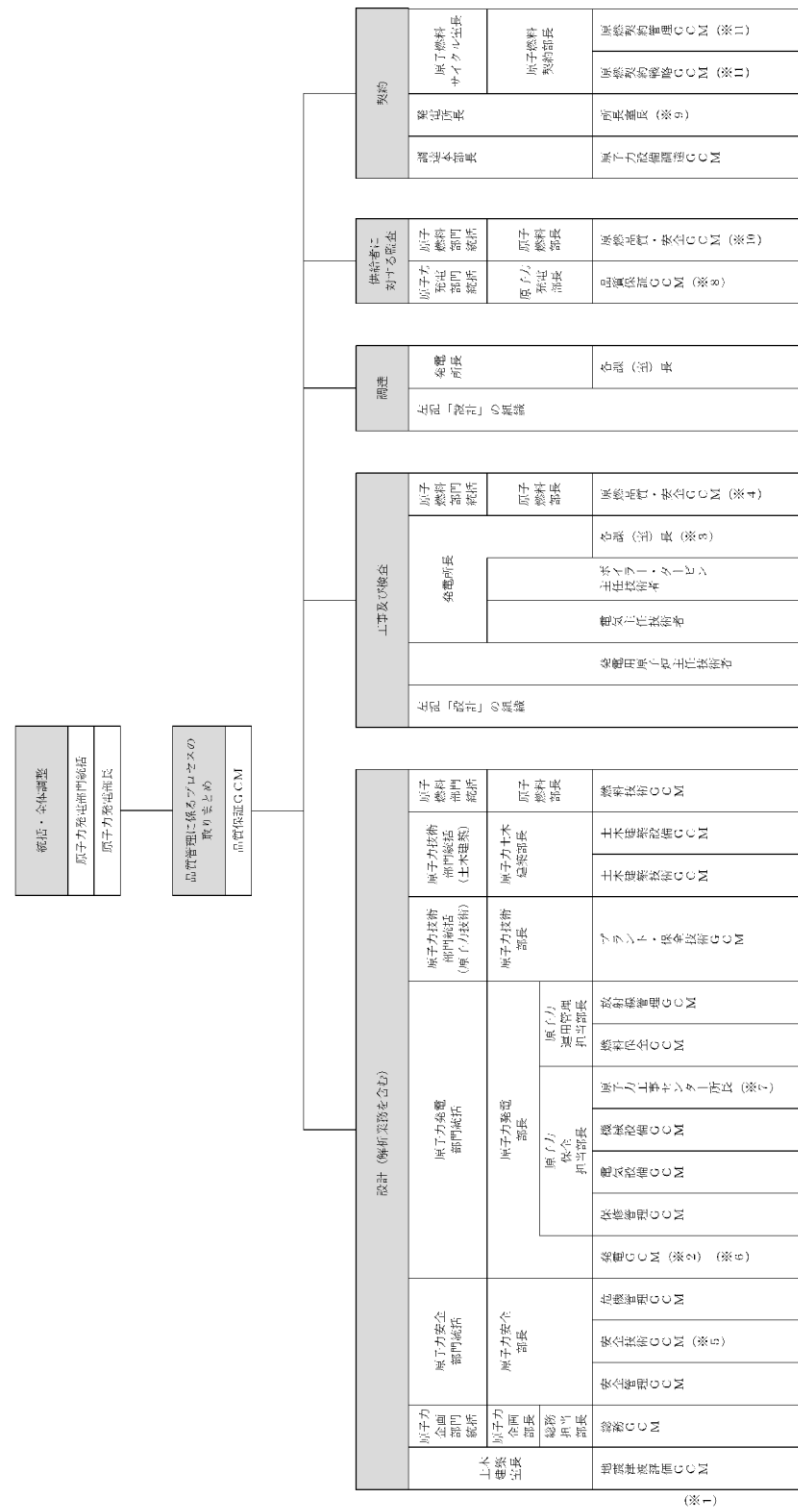 統括・全体調整
原子力発電部門統括
原子力発電部長
品質管理に係るプロセスの
取りまとめ
品質保証GCM
設計（解析業務を含む）
土木
建築
室長
地震津波評価GCM
(※1)
原子力
企画
部門
統括
原子力
企画
部長
総務
担当
部長
総務GCM
原子力安全
部門統括
原子力安全
部長
安全管理GCM
安全技術GCM（※5）
危機管理GCM
原子力発電
部門統括
原子力発電
部長
発電GCM（※2）（※6）
原子力
保全
担当部長
保修管理GCM
電気設備GCM
機械設備GCM
原子力工事センター所長（※7）
原子力
運用管理
担当部長
燃料保全GCM
放射線管理GCM
原子力技術
部門統括
(原子力技術)
原子力技術
部長
プラント・保全技術GCM
原子力技術
部門統括
(土木建築)
原子力土木
建築部長
土木建築技術GCM
土木建築設備GCM
原子
燃料
部門
統括
原子
燃料
部長
燃料技術GCM
工事及び検査
左記「設計」の組織
発電用原子炉主任技術者
発電所長
電気主任技術者
ボイラー・タービン
主任技術者
各課（室）長（※3）
原子
燃料
部門
統括
原子
燃料
部長
原燃品質・安全GCM（※4）
調達
左記「設計」の組織
発電
所長
各課（室）長
供給者に
対する監査
原子力
発電
部門
統括
原子力
発電
部長
品質保証GCM（※8）
原子
燃料
部門
統括
原子
燃料
部長
原燃品質・安全GCM（※10）
契約
調達本部長
原子力設備調達GCM
発電
所長
所長室長（※9）
原子燃料
サイクル室長
原子燃料
契約部長
原燃契約戦略GCM（※11）
原燃契約管理GCM（※11）